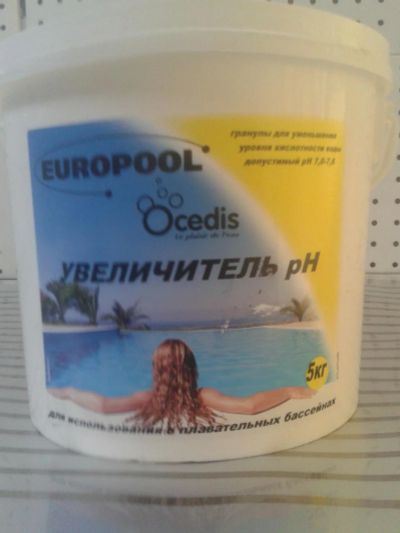 гранулы для уменьшения
уровня кислотности воды
допустимый pH 7,0-7,6
EUROPOOL
Ocedis
Le plaisir de l'eau
УВЕЛИЧИТЕЛЬ pH
5кг
для использования в плавательных бассейнах